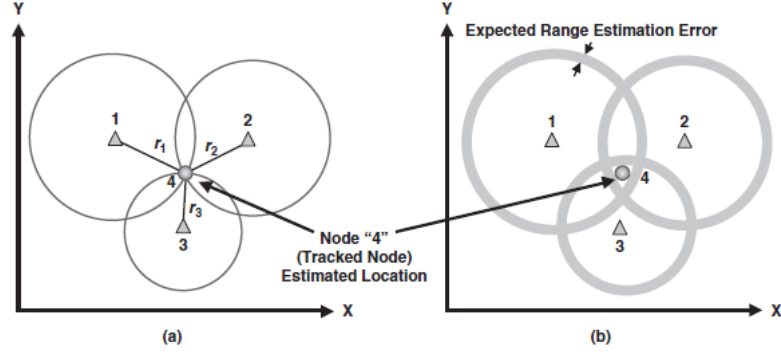 Y
1
2
r1
r2
4
r3
3
X
(a)
Node “4”
(Tracked Node)
Estimated Location
Y
Expected Range Estimation Error
1
2
4
3
X
(b)